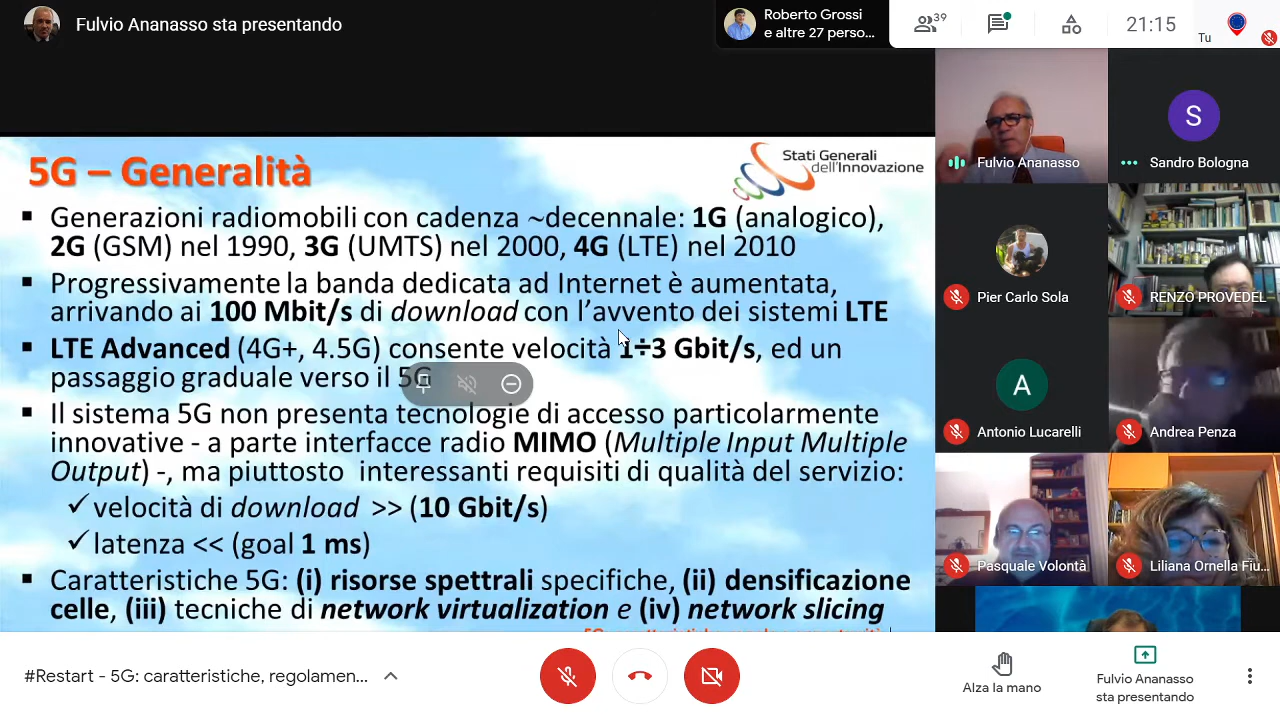 Fulvio Ananasso sta presentando
Roberto Grossi
e altre 27 perso...
39
21:15
Tu
5G – Generalità
Stati Generali
dell'Innovazione
▪ Generazioni radiomobili con cadenza ~decennale: 1G (analogico),
2G (GSM) nel 1990, 3G (UMTS) nel 2000, 4G (LTE) nel 2010
▪ Progressivamente la banda dedicata ad Internet è aumentata,
arrivando ai 100 Mbit/s di download con l'avvento dei sistemi LTE
▪ LTE Advanced (4G+, 4.5G) consente velocità 1÷3 Gbit/s, ed un
passaggio graduale verso il 5G
▪ Il sistema 5G non presenta tecnologie di accesso particolarmente
innovative - a parte interfacce radio MIMO (Multiple Input Multiple
Output) -, ma piuttosto interessanti requisiti di qualità del servizio:
✓ velocità di download >> (10 Gbit/s)
✓ latenza << (goal 1 ms)
▪ Caratteristiche 5G: (i) risorse spettrali specifiche, (ii) densificazione
celle, (iii) tecniche di network virtualization e (iv) network slicing
Fulvio Ananasso
S
Sandro Bologna
Pier Carlo Sola
RENZO PROVEDEL
A
Antonio Lucarelli
Andrea Penza
Pasquale Volontà
Liliana Ornella Fiu...
#Restart - 5G: caratteristiche, regolamen...
Alza la mano
Fulvio Ananasso
sta presentando